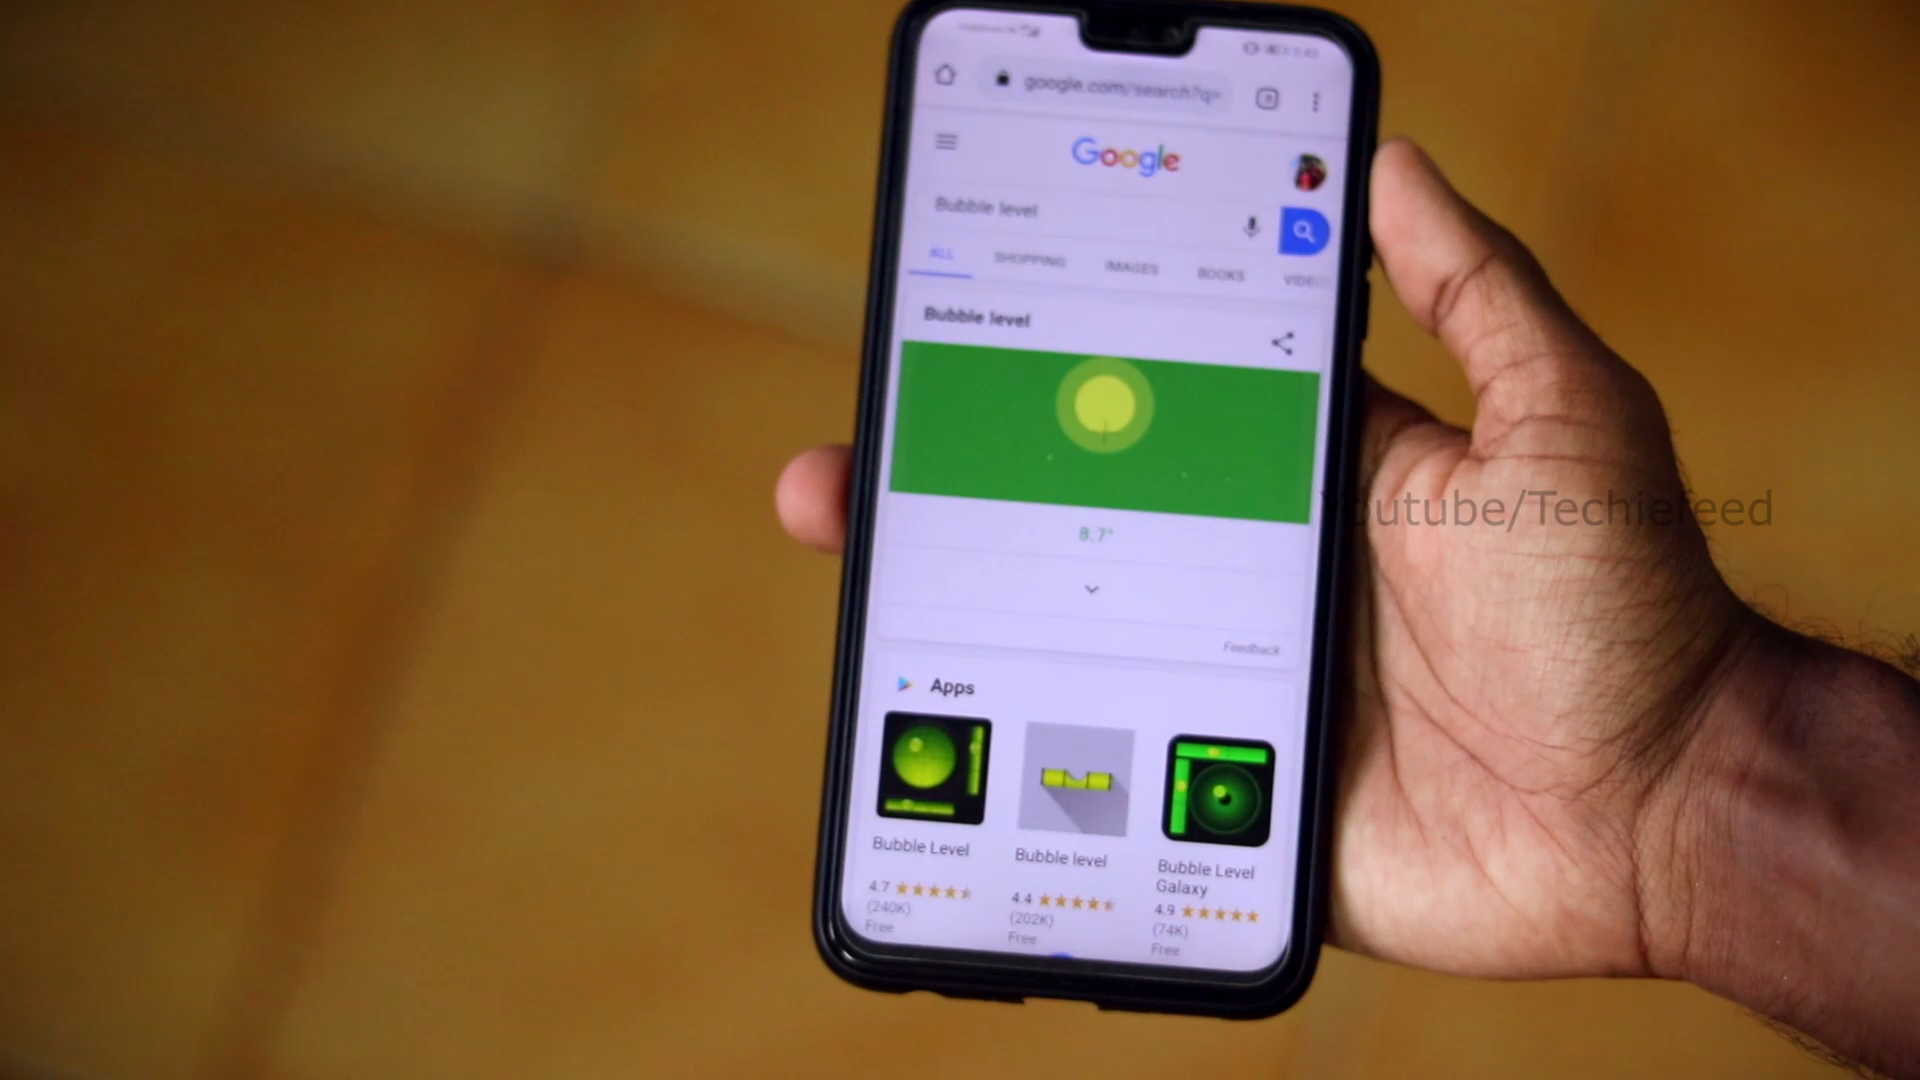 google.com/search?q=
Google
Bubble level
ALL SHOPPING IMAGES BOOKS VIDE
Bubble level
8.7°
Feedback
Apps
Bubble Level
4.7
(240K)
Free
Bubble level
4.4
(202K)
Free
Bubble Level
Galaxy
4.9
(74K)
Free
Youtube/Techiefeed